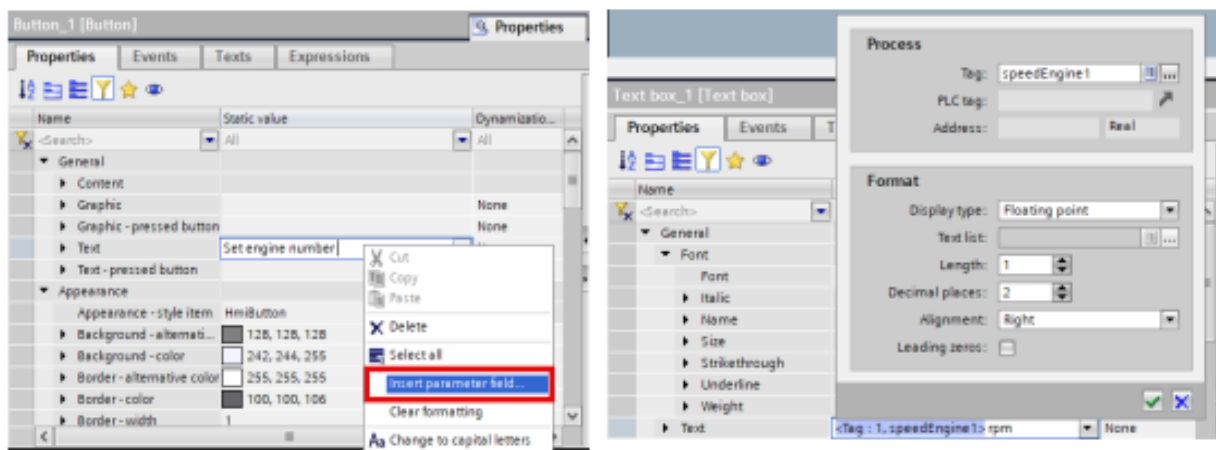 Button_1 [Button]
Properties
Properties Events Texts Expressions
Name Static value Dynamizatio...
<Search> All All
General
Content
Graphic None
Graphic - pressed button None
Text Set engine number
Text - pressed button
Appearance
Appearance - style item HmiButton
Background - alternati... 128, 128, 128
Background - color 242, 244, 255
Border - alternative color 255, 255, 255
Border - color 100, 100, 106
Border - width 1
Cut
Copy
Paste
Delete
Select all
Insert parameter field...
Clear formatting
Aa Change to capital letters
Text box_1 [Text box]
Properties Events T
Name
<Search>
General
Font
Font
Italic
Name
Size
Strikethrough
Underline
Weight
Text <Tag : 1, speedEngine1> rpm None
Process
Tag: speedEngine1 ...
PLC tag:
Address: Real
Format
Display type: Floating point
Text list: ...
Length: 1
Decimal places: 2
Alignment: Right
Leading zeros: